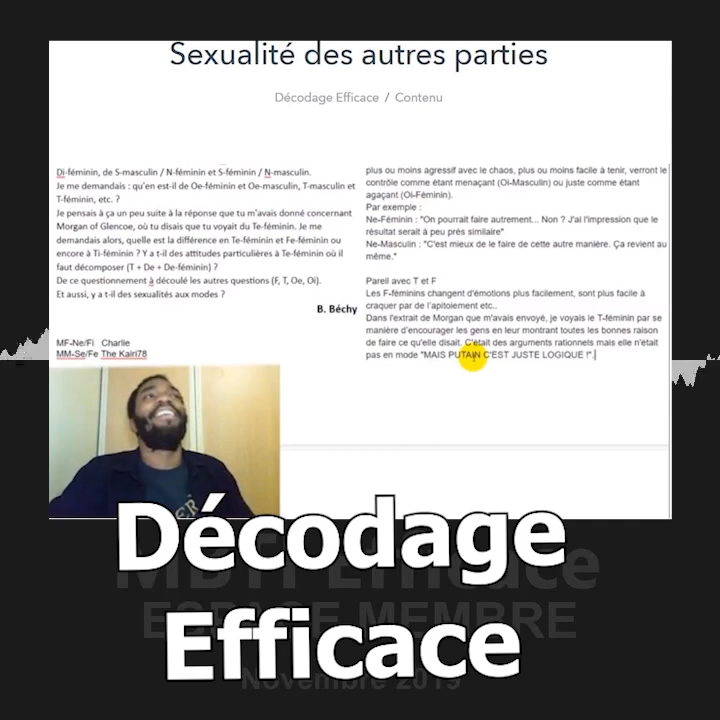 Sexualité des autres parties
Décodage Efficace / Contenu
Di-féminin, de S-masculin / N-féminin et S-féminin / N-masculin.
Je me demandais : qu'en est-il de Oe-féminin et Oe-masculin, T-masculin et
T-féminin, etc. ?
Je pensais à ça un peu suite à la réponse que tu m'avais donné concernant
Morgan of Glencoe, où tu disais que tu voyait du Te-féminin. Je me
demandais alors, quelle est la différence en Te-féminin et Fe-féminin ou
encore à Ti-féminin ? Y a t-il des attitudes particulières à Te-féminin où il
faut décomposer (T + De + De-féminin) ?
De ce questionnement à découlé les autres questions (F, T, Oe, Oi).
Et aussi, y a t-il des sexualités aux modes ?
B. Béchy
MF-Ne/Fi Charlie
MM-Se/Fe The Kairi78
plus ou moins agressif avec le chaos, plus ou moins facile à tenir, verront le
contrôle comme étant menaçant (Oi-Masculin) ou juste comme étant
agaçant (Oi-Féminin).
Par exemple :
Ne-Féminin : "On pourrait faire autrement... Non ? J'ai l'impression que le
résultat serait à peu près similaire"
Ne-Masculin : "C'est mieux de le faire de cette autre manière. Ça revient au
même."
Pareil avec T et F
Les F-féminins changent d'émotions plus facilement, sont plus facile à
craquer par de l'apitoiement etc..
Dans l'extrait de Morgan que m'avais envoyé, je voyais le T-féminin par se
manière d'encourager les gens en leur montrant toutes les bonnes raison
de faire ce qu'elle disait. C'était des arguments rationnels mais elle n'était
pas en mode "MAIS PUTAIN C'EST JUSTE LOGIQUE !".
Décodage
MBTI Efficace
ESPACE MEMBRE
Efficace
Novembre 2019